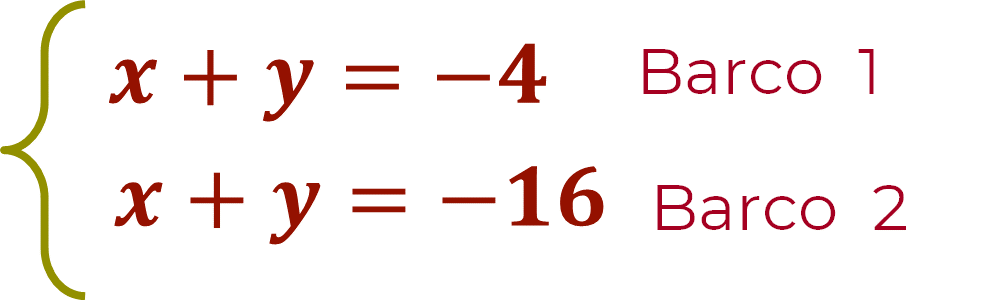 x + y = −4 Barco 1
x + y = −16 Barco 2